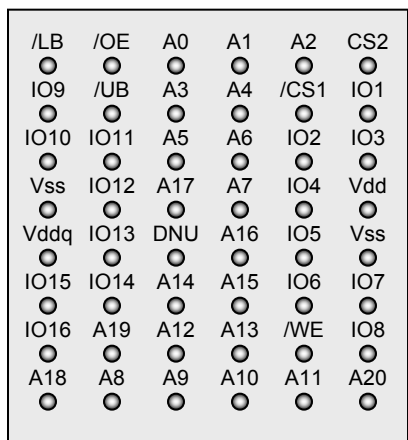 /LB /OE A0 A1 A2 CS2
IO9 /UB A3 A4 /CS1 IO1
IO10 IO11 A5 A6 IO2 IO3
Vss IO12 A17 A7 IO4 Vdd
Vddq IO13 DNU A16 IO5 Vss
IO15 IO14 A14 A15 IO6 IO7
IO16 A19 A12 A13 /WE IO8
A18 A8 A9 A10 A11 A20